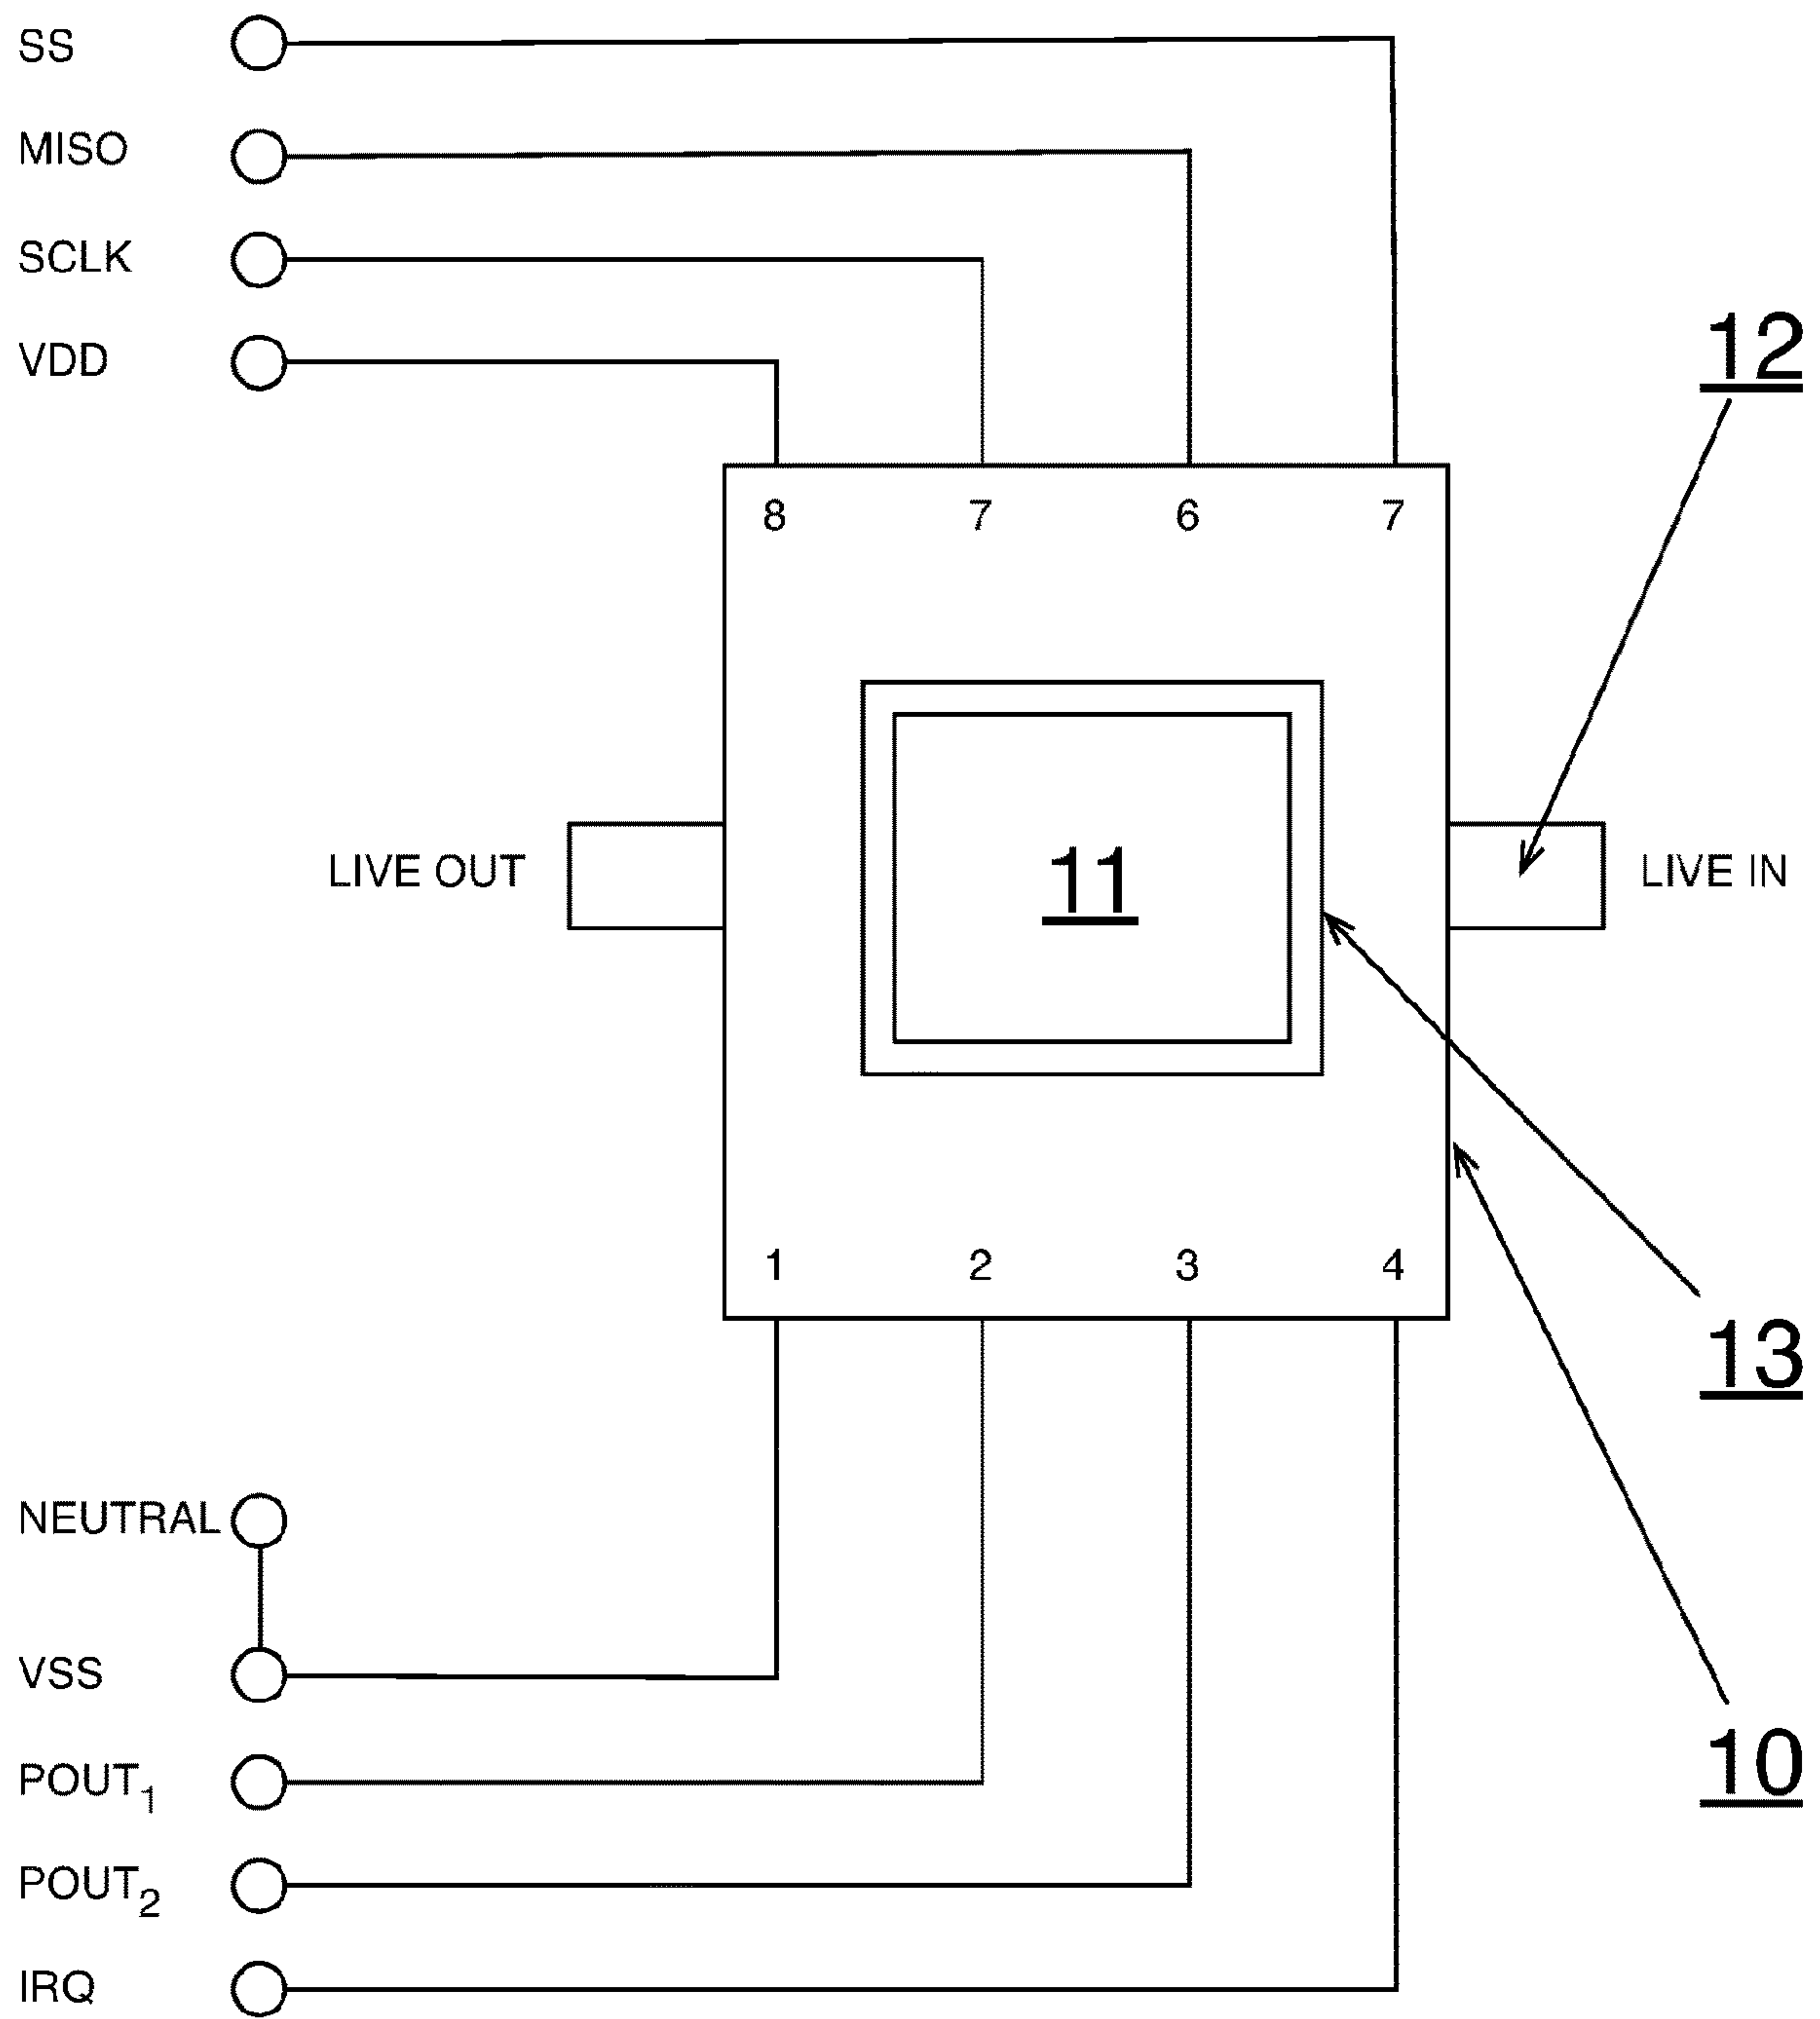 SS
MISO
SCLK
VDD
12
8 7 6 7
LIVE OUT
11
LIVE IN
1 2 3 4
13
NEUTRAL
VSS
10
POUT1
POUT2
IRQ